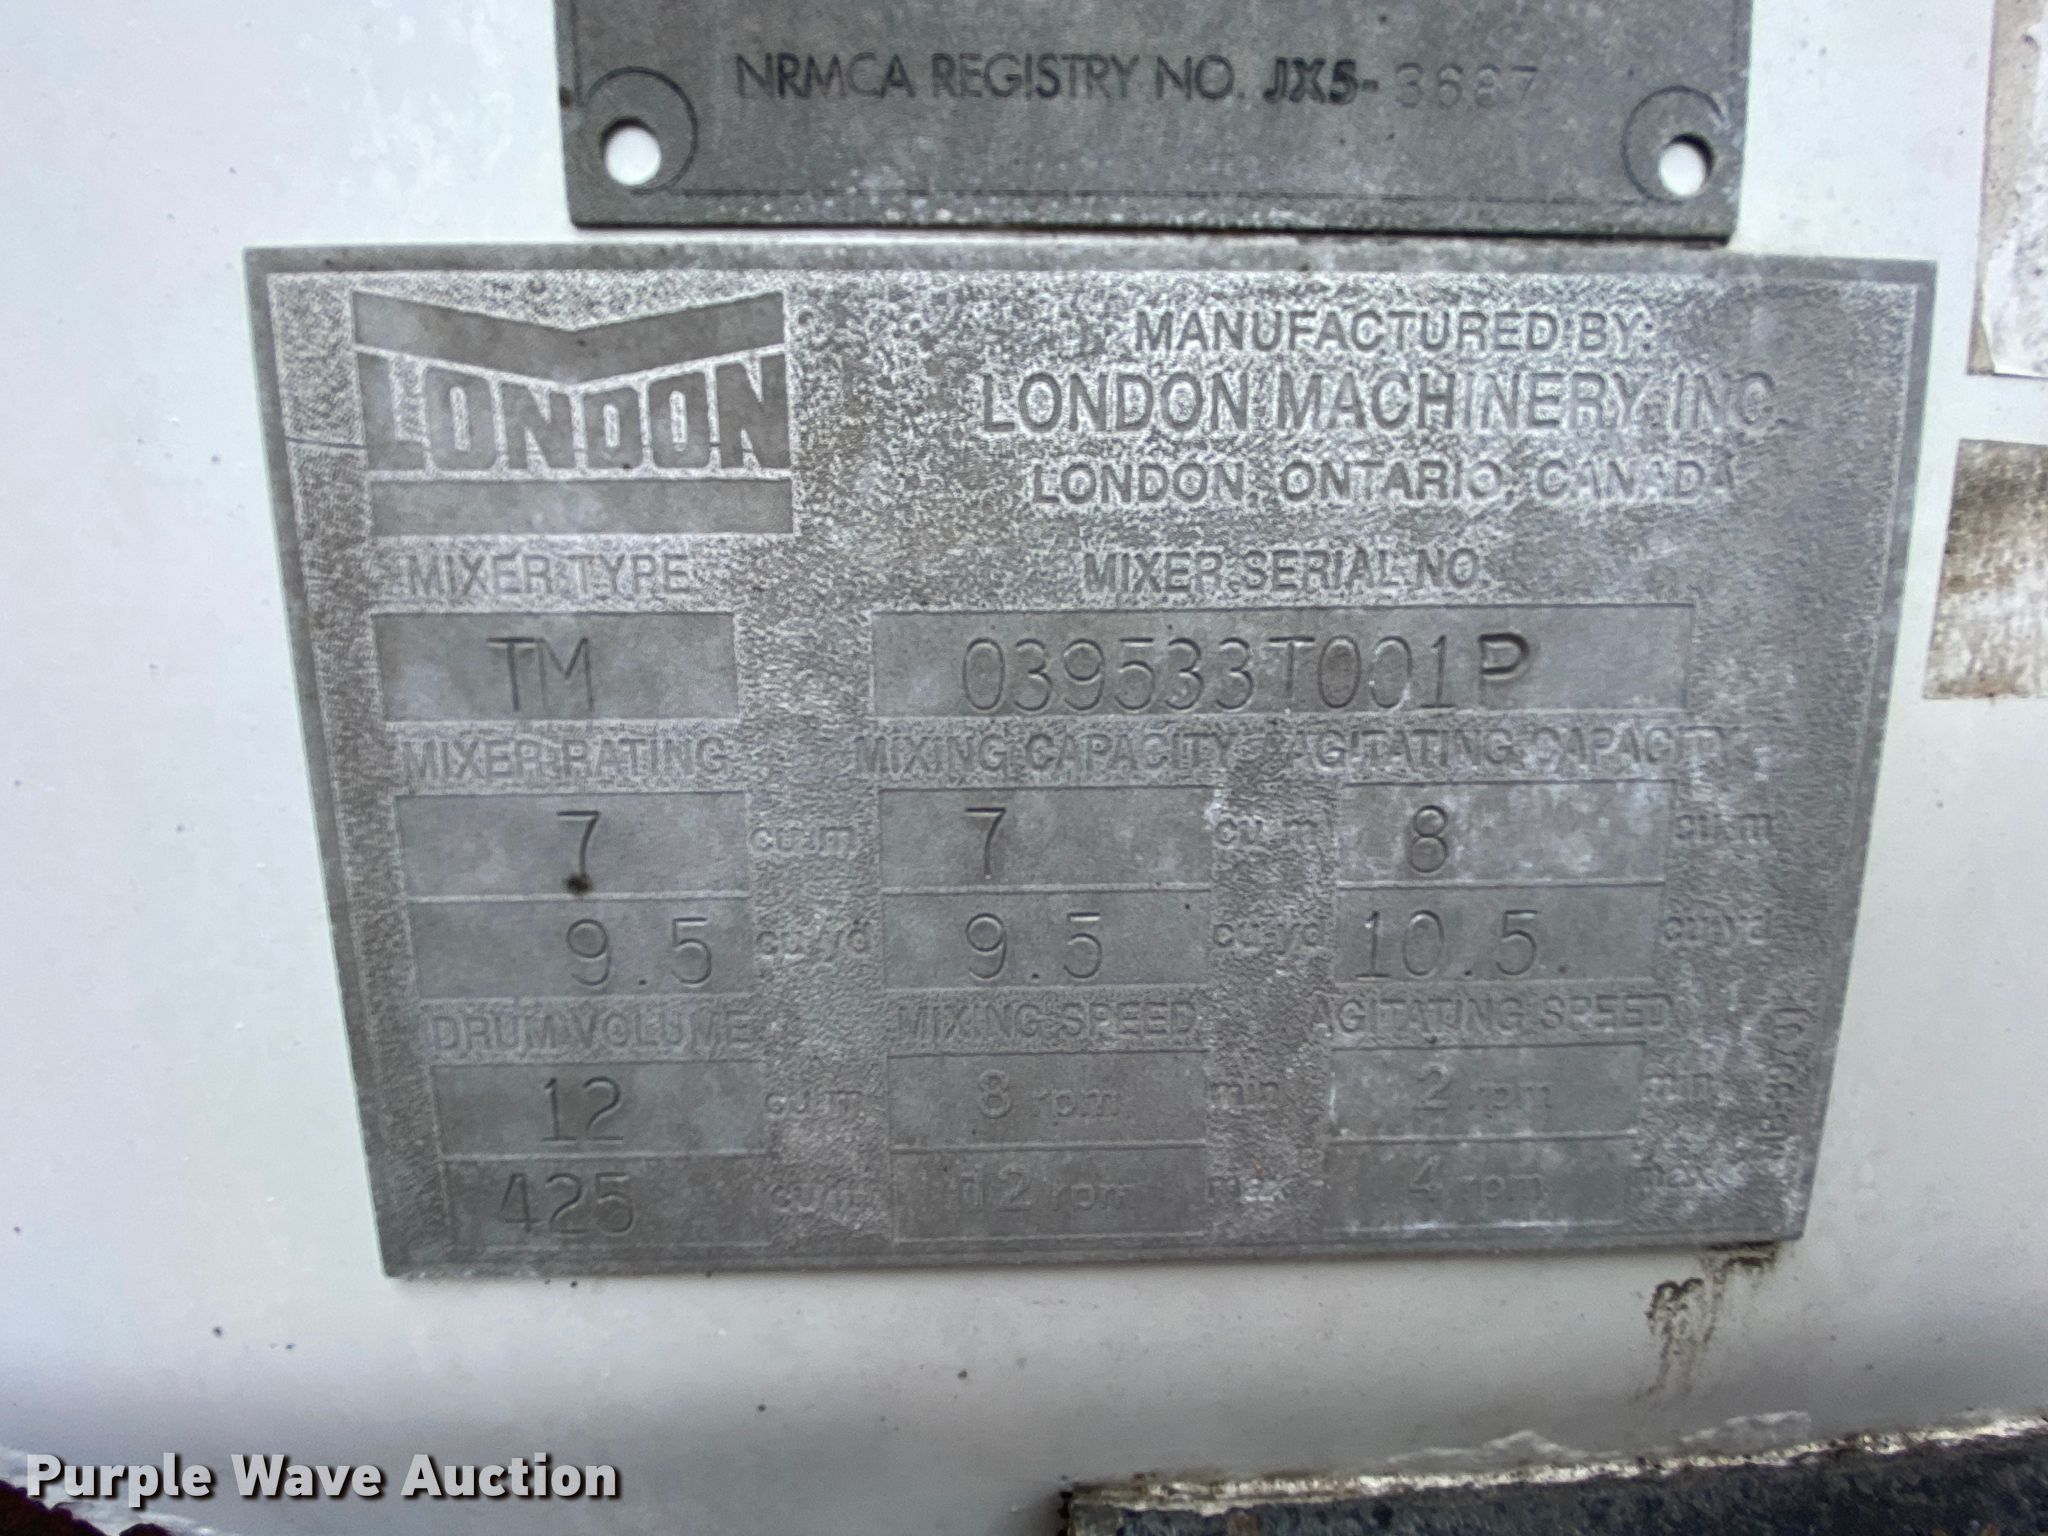 NRMCA REGISTRY NO. JX5-3687
LONDON
MANUFACTURED BY:
LONDON MACHINERY INC.
LONDON, ONTARIO, CANADA
MIXER TYPE
MIXER SERIAL NO.
TM
039533T001P
MIXER RATING
MIXING CAPACITY
AGITATING CAPACITY
7 cu.m
7 cu.m
8 cu.m
9.5 cu.yd
9.5 cu.yd
10.5 cu.yd
DRUM VOLUME
MIXING SPEED
AGITATING SPEED
12 cu.m
8 rpm min
2 rpm min
425 cu.ft.
12 rpm max
4 rpm max
Purple Wave Auction